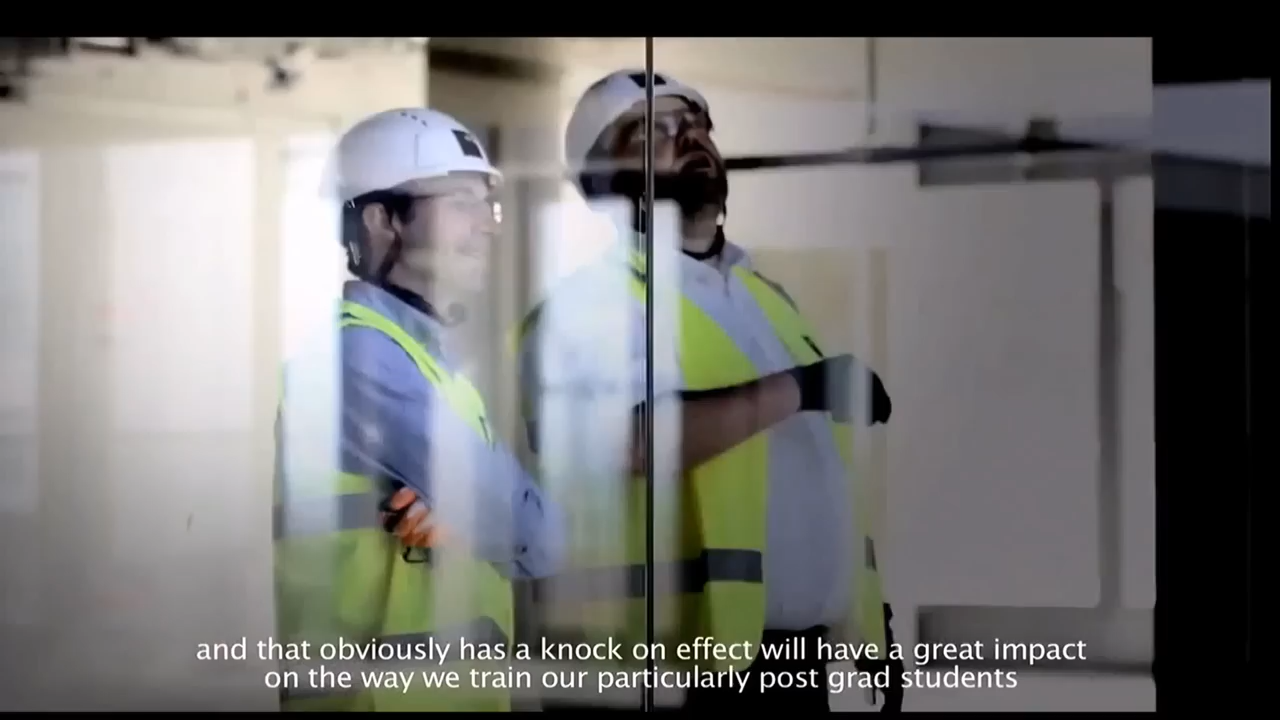 and that obviously has a knock on effect will have a great impact
on the way we train our particularly post grad students